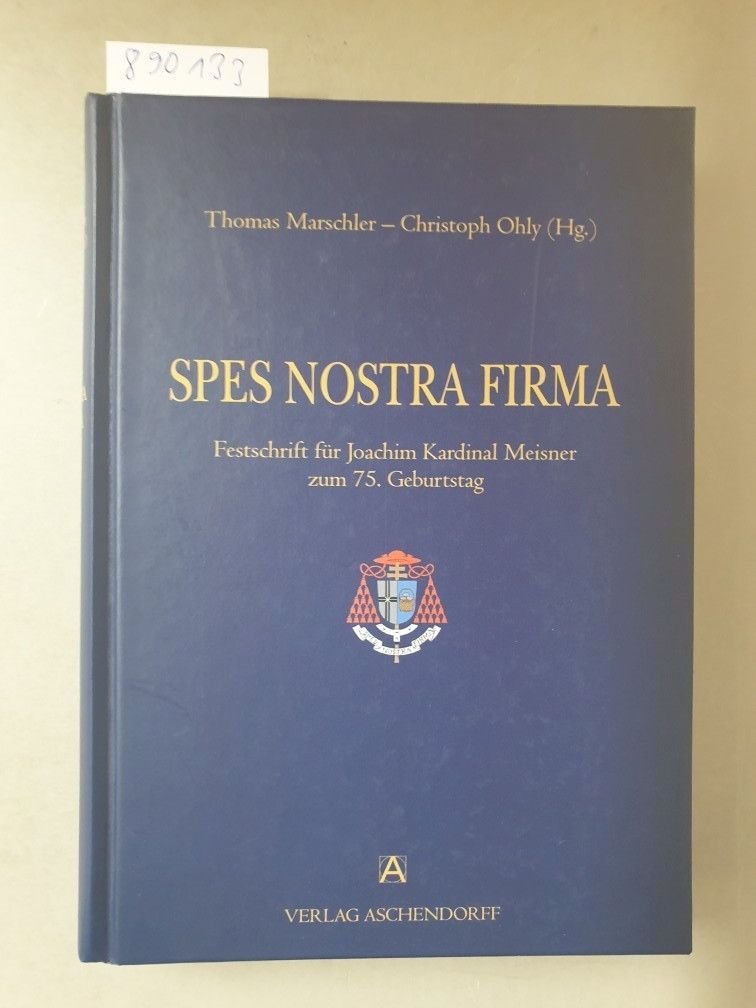 890133
Thomas Marschler – Christoph Ohly (Hg.)
SPES NOSTRA FIRMA
Festschrift für Joachim Kardinal Meisner
zum 75. Geburtstag
A
VERLAG ASCHENDORFF